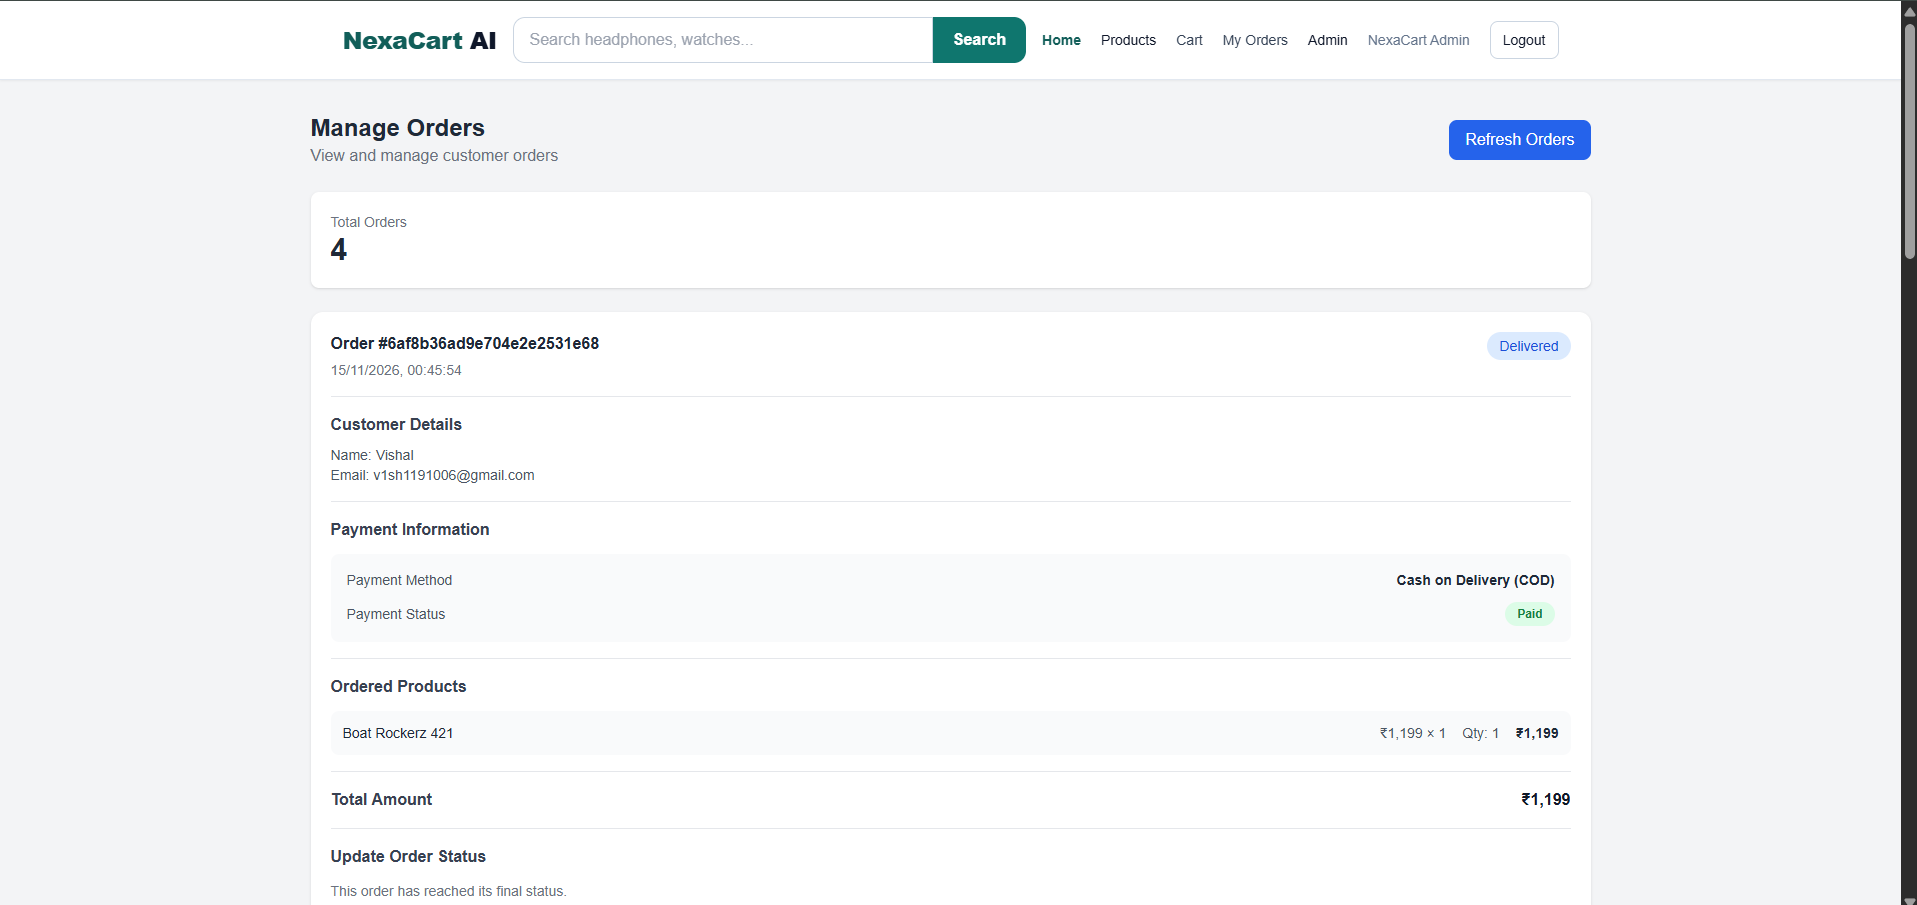 NexaCart AI Search headphones, watches... Search Home Products Cart My Orders Admin NexaCart Admin Logout
Manage Orders
View and manage customer orders
Refresh Orders
Total Orders
4
Order #6af8b36ad9e704e2e2531e68
Delivered
15/11/2026, 00:45:54
Customer Details
Name: Vishal
Email: v1sh1191006@gmail.com
Payment Information
Payment Method Cash on Delivery (COD)
Payment Status Paid
Ordered Products
Boat Rockerz 421 ₹1,199 × 1 Qty: 1 ₹1,199
Total Amount ₹1,199
Update Order Status
This order has reached its final status.